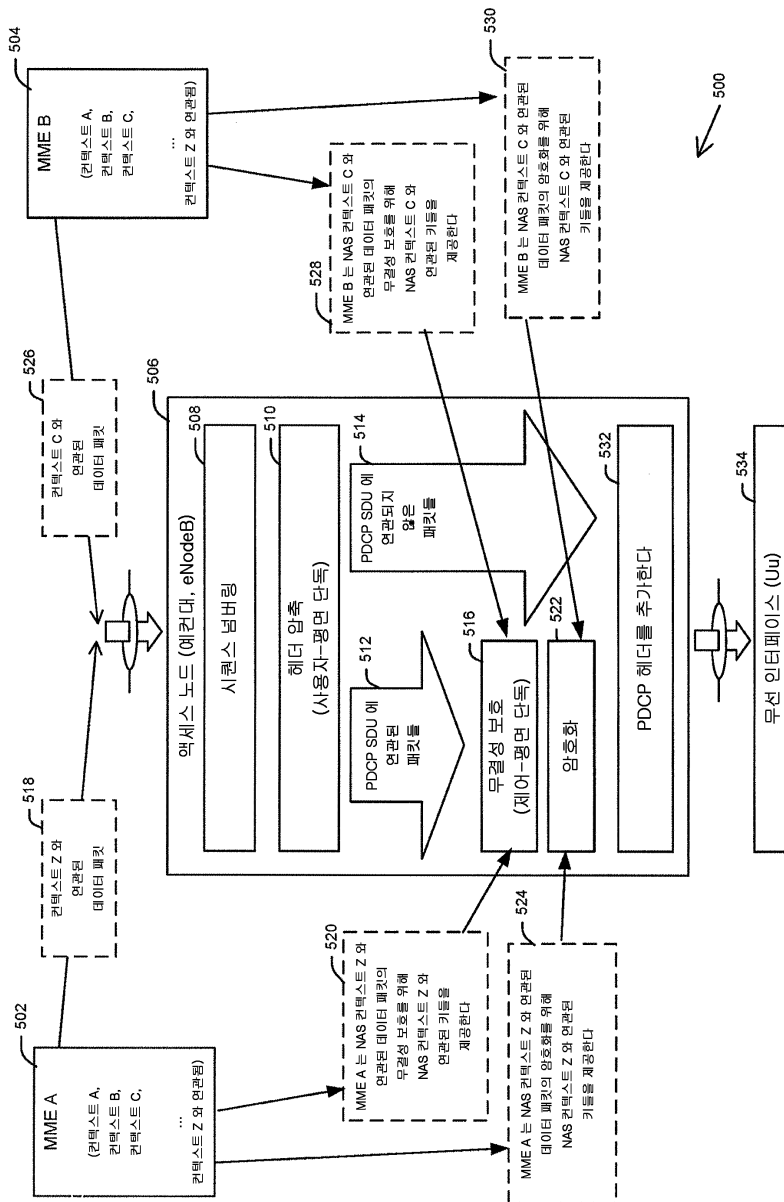 502
MME A
(컨텍스트 A,
컨텍스트 B,
컨텍스트 C,
...
컨텍스트 Z 와 연관됨)
518
컨텍스트 Z와
연관된
데이터 패킷
526
컨텍스트 C와
연관된
데이터 패킷
504
MME B
(컨텍스트 A,
컨텍스트 B,
컨텍스트 C,
...
컨텍스트 Z 와 연관됨)
506
액세스 노드 (예컨대, eNodeB)
508
시퀀스 넘버링
510
헤더 압축
(사용자-평면 단독)
512
PDCP SDU 에
연관된
패킷들
514
PDCP SDU 에
연관되지
않은
패킷들
516
무결성 보호
(제어-평면 단독)
522
암호화
532
PDCP 헤더를 추가한다
534
무선 인터페이스 (Uu)
520
MME A 는 NAS 컨텍스트 Z 와
연관된 데이터 패킷의
무결성 보호를 위해
NAS 컨텍스트 Z 와
연관된 키들을
제공한다
524
MME A 는 NAS 컨텍스트 Z 와 연관된
데이터 패킷의 암호화를 위해
NAS 컨텍스트 Z 와 연관된
키들을 제공한다
528
MME B 는 NAS 컨텍스트 C 와
연관된 데이터 패킷의
무결성 보호를 위해
NAS 컨텍스트 C 와
연관된 키들을
제공한다
530
MME B 는 NAS 컨텍스트 C 와 연관된
데이터 패킷의 암호화를 위해
NAS 컨텍스트 C 와 연관된
키들을 제공한다
500